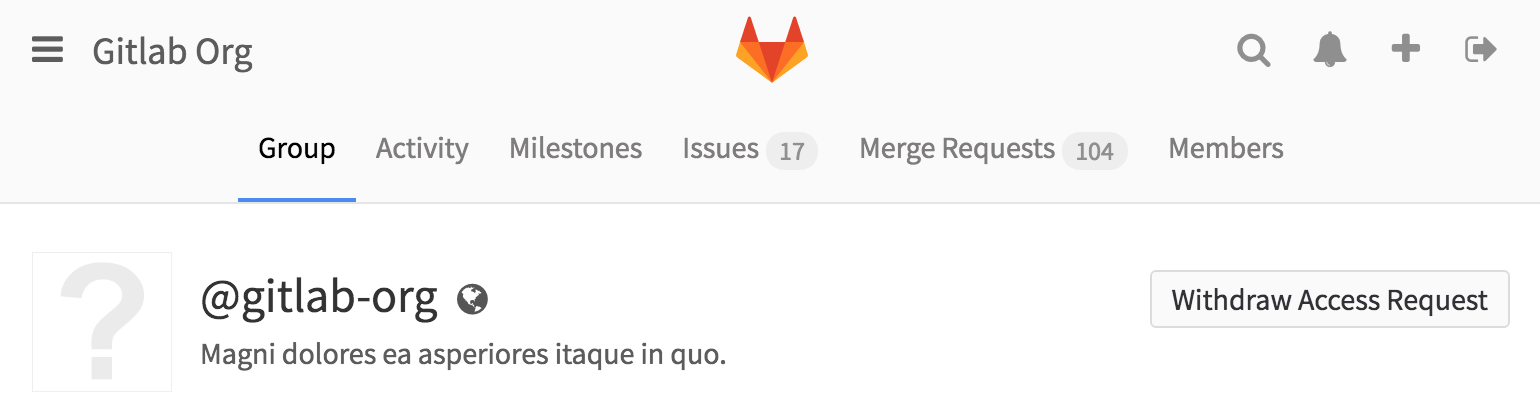 Gitlab Org
Group Activity Milestones Issues 17 Merge Requests 104 Members
@gitlab-org
Withdraw Access Request
Magni dolores ea asperiores itaque in quo.